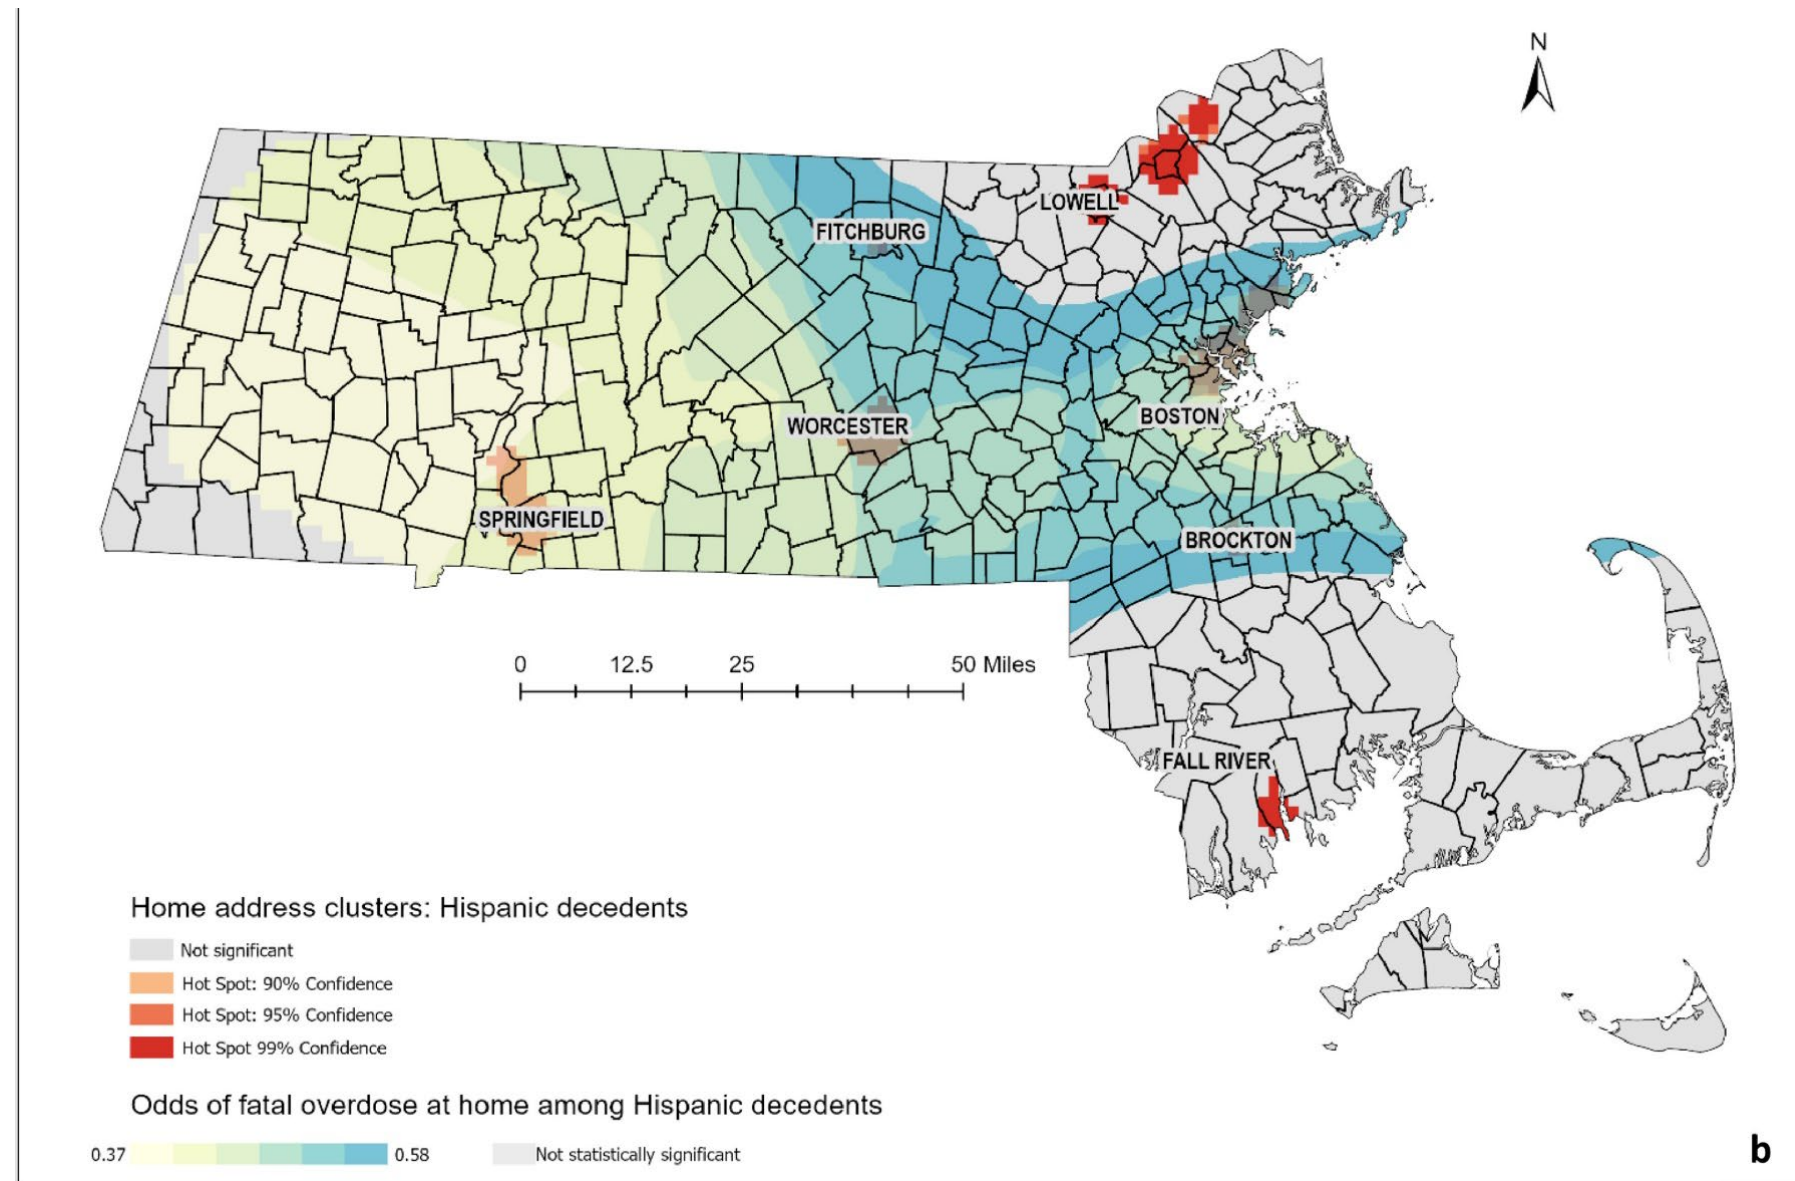 N
LOWELL
FITCHBURG
WORCESTER
BOSTON
SPRINGFIELD
BROCKTON
0 12.5 25 50 Miles
FALL RIVER
Home address clusters: Hispanic decedents
Not significant
Hot Spot: 90% Confidence
Hot Spot: 95% Confidence
Hot Spot 99% Confidence
Odds of fatal overdose at home among Hispanic decedents
0.37 0.58 Not statistically significant
b